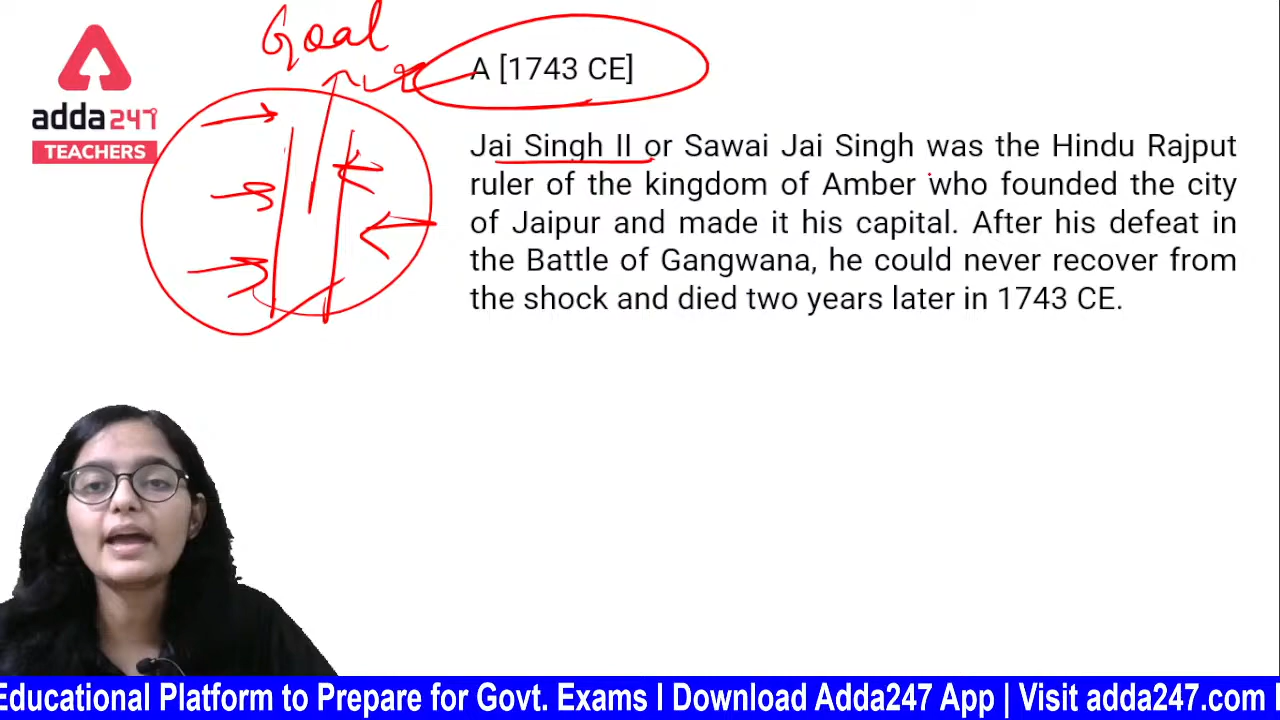 Goal
A [1743 CE]
adda247
TEACHERS
Jai Singh II or Sawai Jai Singh was the Hindu Rajput
ruler of the kingdom of Amber who founded the city
of Jaipur and made it his capital. After his defeat in
the Battle of Gangwana, he could never recover from
the shock and died two years later in 1743 CE.
Educational Platform to Prepare for Govt. Exams I Download Adda247 App | Visit adda247.com